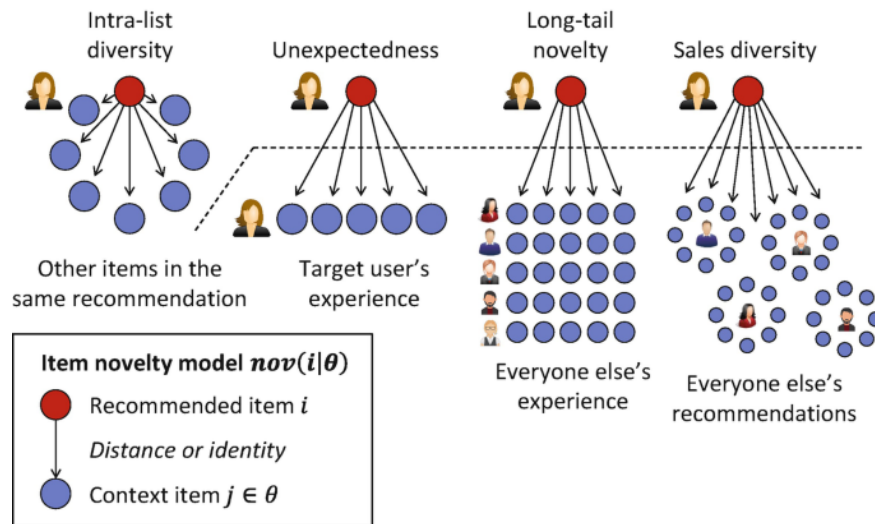 Intra-list
diversity
Unexpectedness
Long-tail
novelty
Sales diversity
Other items in the
same recommendation
Target user's
experience
Everyone else's
experience
Everyone else's
recommendations
Item novelty model nov(i|θ)
Recommended item i
Distance or identity
Context item j ∈ θ